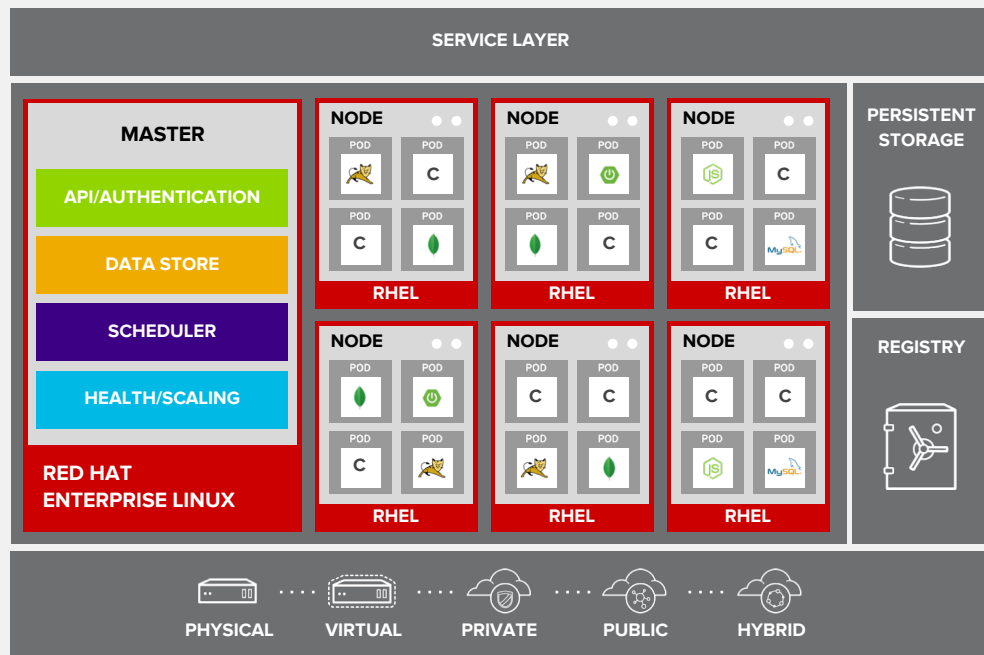 SERVICE LAYER
MASTER
API/AUTHENTICATION
DATA STORE
SCHEDULER
HEALTH/SCALING
RED HAT
ENTERPRISE LINUX
NODE
POD POD
C
POD POD
C
RHEL
NODE
POD POD
POD POD
C
RHEL
NODE
POD POD
JS C
POD POD
C MySQL
RHEL
NODE
POD POD
POD POD
C
RHEL
NODE
POD POD
C C
POD POD
RHEL
NODE
POD POD
C C
POD POD
JS MySQL
RHEL
PERSISTENT
STORAGE
REGISTRY
PHYSICAL VIRTUAL PRIVATE PUBLIC HYBRID